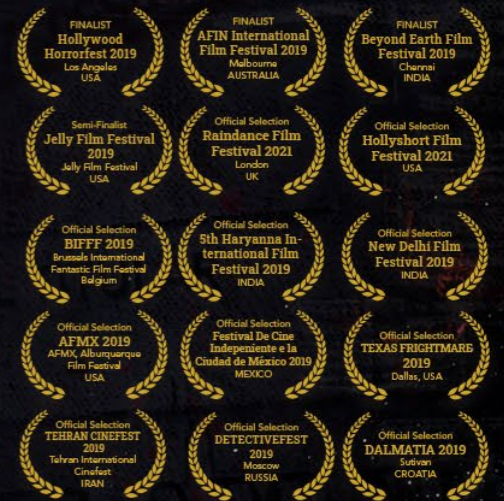 FINALIST
Hollywood
Horrorfest 2019
Los Angeles
USA
FINALIST
AFIN International
Film Festival 2019
Melbourne
AUSTRALIA
FINALIST
Beyond Earth Film
Festival 2019
Chennai
INDIA
Semi-Finalist
Jelly Film Festival
2019
Jelly Film Festival
USA
Official Selection
Raindance Film
Festival 2021
London
UK
Official Selection
Hollyshort Film
Festival 2021
USA
Official Selection
BIFFF 2019
Brussels International
Fantastic Film Festival
Belgium
Official Selection
5th Haryanna In-
ternational Film
Festival 2019
INDIA
Official Selection
New Delhi Film
Festival 2019
INDIA
Official Selection
AFMX 2019
AFMX, Alburquerque
Film Festival
USA
Official Selection
Festival De Cine
Indepeniente e la
Ciudad de México 2019
MEXICO
Official Selection
TEXAS FRIGHTMARE
2019
Dallas, USA
Official Selection
TEHRAN CINEFEST
2019
Tehran International
Cinefest
IRAN
Official Selection
DETECTIVEFEST
2019
Moscow
RUSSIA
Official Selection
DALMATIA 2019
Sutivan
CROATIA